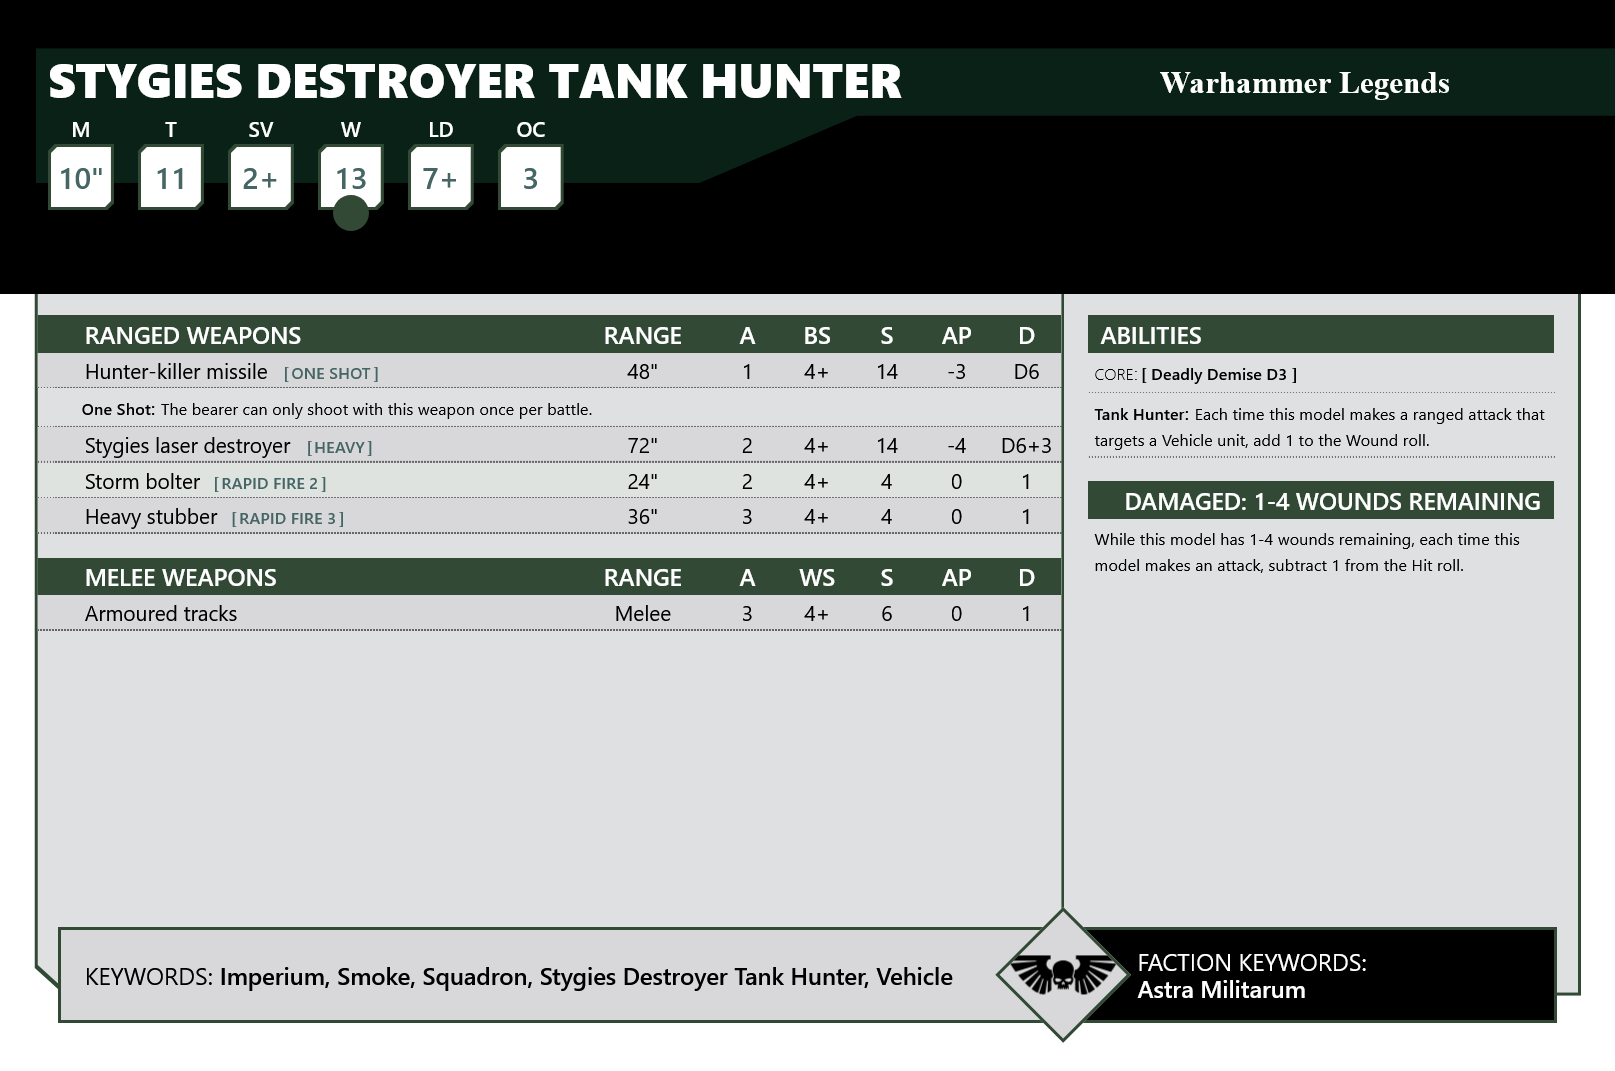 STYGIES DESTROYER TANK HUNTER
Warhammer Legends
M T SV W LD OC
10" 11 2+ 13 7+ 3
RANGED WEAPONS RANGE A BS S AP D
Hunter-killer missile [ONE SHOT] 48" 1 4+ 14 -3 D6
One Shot: The bearer can only shoot with this weapon once per battle.
Stygies laser destroyer [HEAVY] 72" 2 4+ 14 -4 D6+3
Storm bolter [RAPID FIRE 2] 24" 2 4+ 4 0 1
Heavy stubber [RAPID FIRE 3] 36" 3 4+ 4 0 1
MELEE WEAPONS RANGE A WS S AP D
Armoured tracks Melee 3 4+ 6 0 1
ABILITIES
CORE: [ Deadly Demise D3 ]
Tank Hunter: Each time this model makes a ranged attack that
targets a Vehicle unit, add 1 to the Wound roll.
DAMAGED: 1-4 WOUNDS REMAINING
While this model has 1-4 wounds remaining, each time this
model makes an attack, subtract 1 from the Hit roll.
KEYWORDS: Imperium, Smoke, Squadron, Stygies Destroyer Tank Hunter, Vehicle
FACTION KEYWORDS:
Astra Militarum